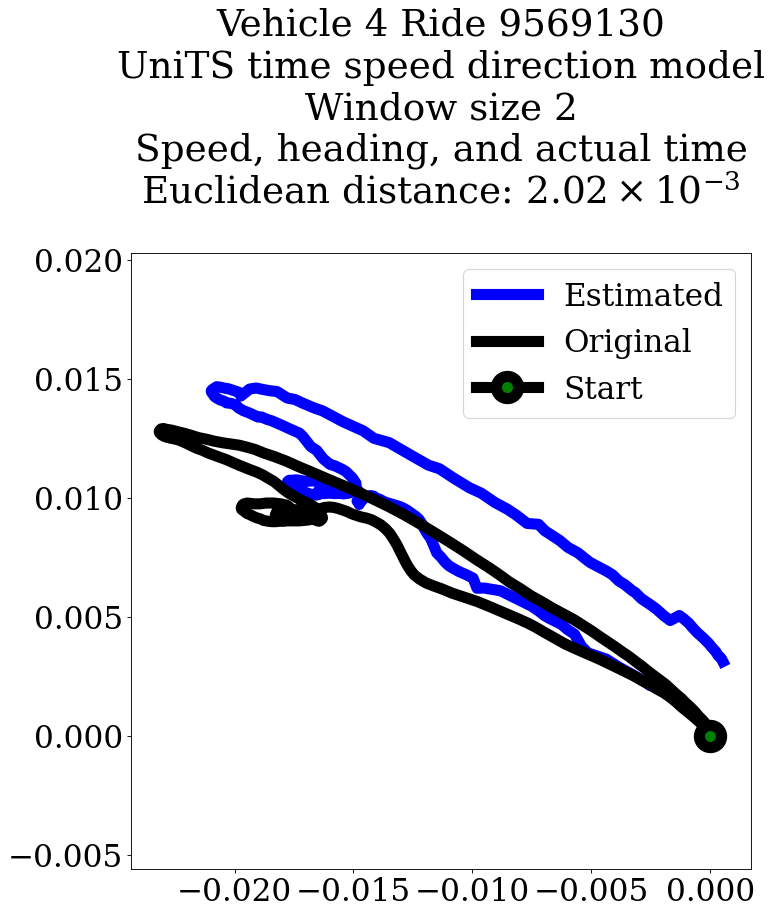 Vehicle 4 Ride 9569130
UniTS time speed direction model
Window size 2
Speed, heading, and actual time
Euclidean distance: 2.02 × 10⁻³
0.020
0.015
0.010
0.005
0.000
−0.005
Estimated
Original
Start
−0.020 −0.015 −0.010 −0.005 0.000